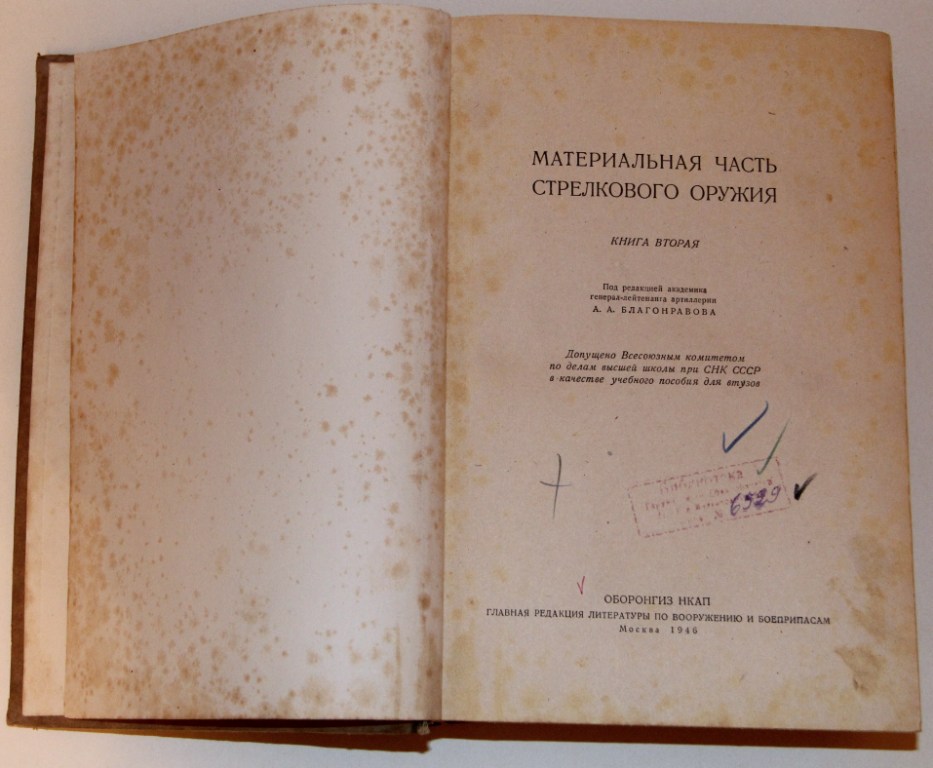 МАТЕРИАЛЬНАЯ ЧАСТЬ
СТРЕЛКОВОГО ОРУЖИЯ
КНИГА ВТОРАЯ
Под редакцией академика
генерал-лейтенанта артиллерии
А. А. БЛАГОНРАВОВА
Допущено Всесоюзным комитетом
по делам высшей школы при СНК СССР
в качестве учебного пособия для втузов
БИБЛИОТЕКА
6529
ОБОРОНГИЗ НКАП
ГЛАВНАЯ РЕДАКЦИЯ ЛИТЕРАТУРЫ ПО ВООРУЖЕНИЮ И БОЕПРИПАСАМ
Москва 1946